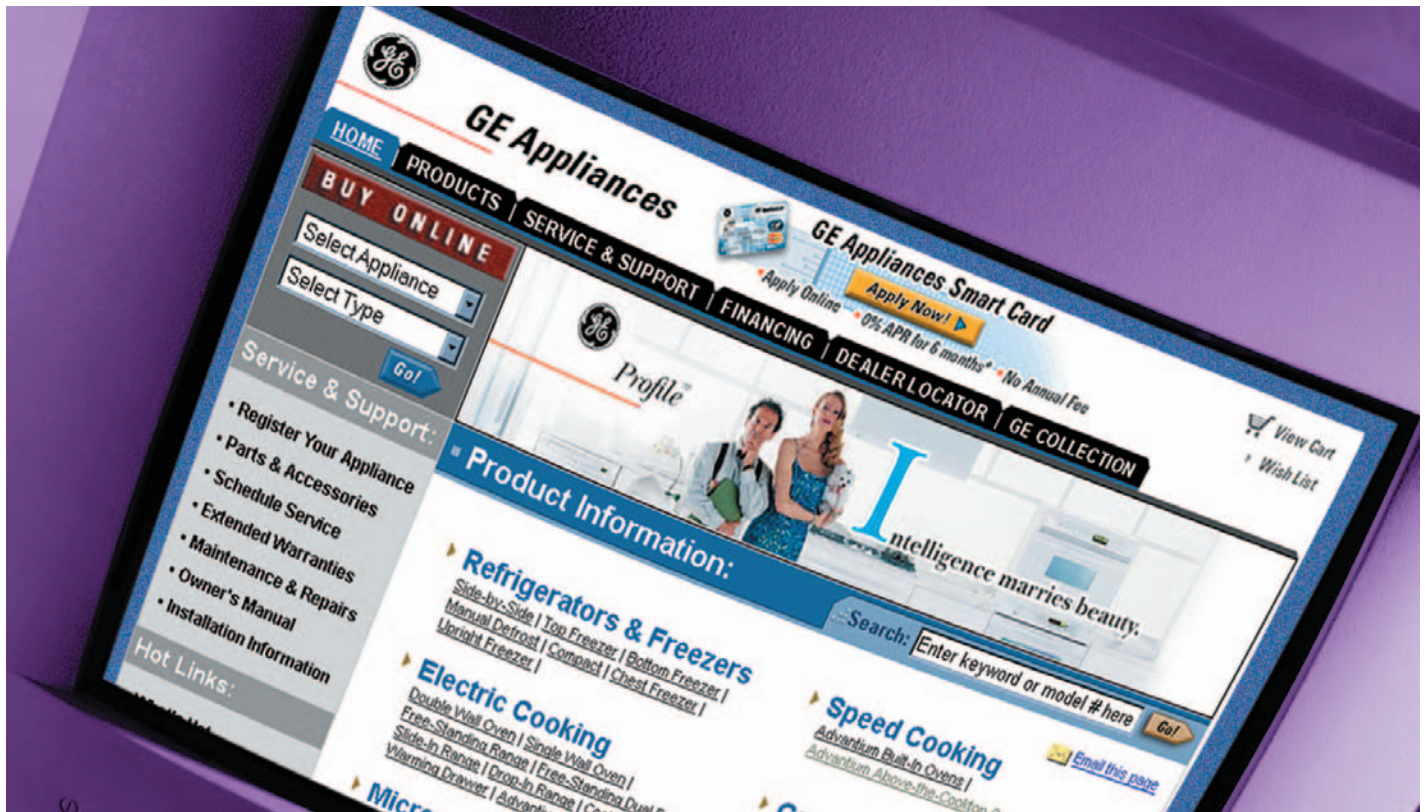 GE
GE Appliances
GE Appliances Smart Card
Apply Now!
•Apply Online •0% APR for 6 months* •No Annual Fee
View Cart
Wish List
HOME
PRODUCTS | SERVICE & SUPPORT | FINANCING | DEALER LOCATOR | GE COLLECTION
BUY ONLINE
Select Appliance
Select Type
Go!
Service & Support:
• Register Your Appliance
• Parts & Accessories
• Schedule Service
• Extended Warranties
• Maintenance & Repairs
• Owner's Manual
• Installation Information
Hot Links:
GE
Profile™
Intelligence marries beauty.
Product Information:
Search: Enter keyword or model # here Go!
Email this page
Refrigerators & Freezers
Side-by-Side | Top Freezer | Bottom Freezer |
Manual Defrost | Compact | Chest Freezer |
Upright Freezer |
Electric Cooking
Double Wall Oven | Single Wall Oven |
Free-Standing Range | Free-Standing Dual
Slide-In Range | Drop-In Range |
Warming Drawer |
Speed Cooking
Advantium Built-In Ovens |
Advantium Above-the-Cooktop